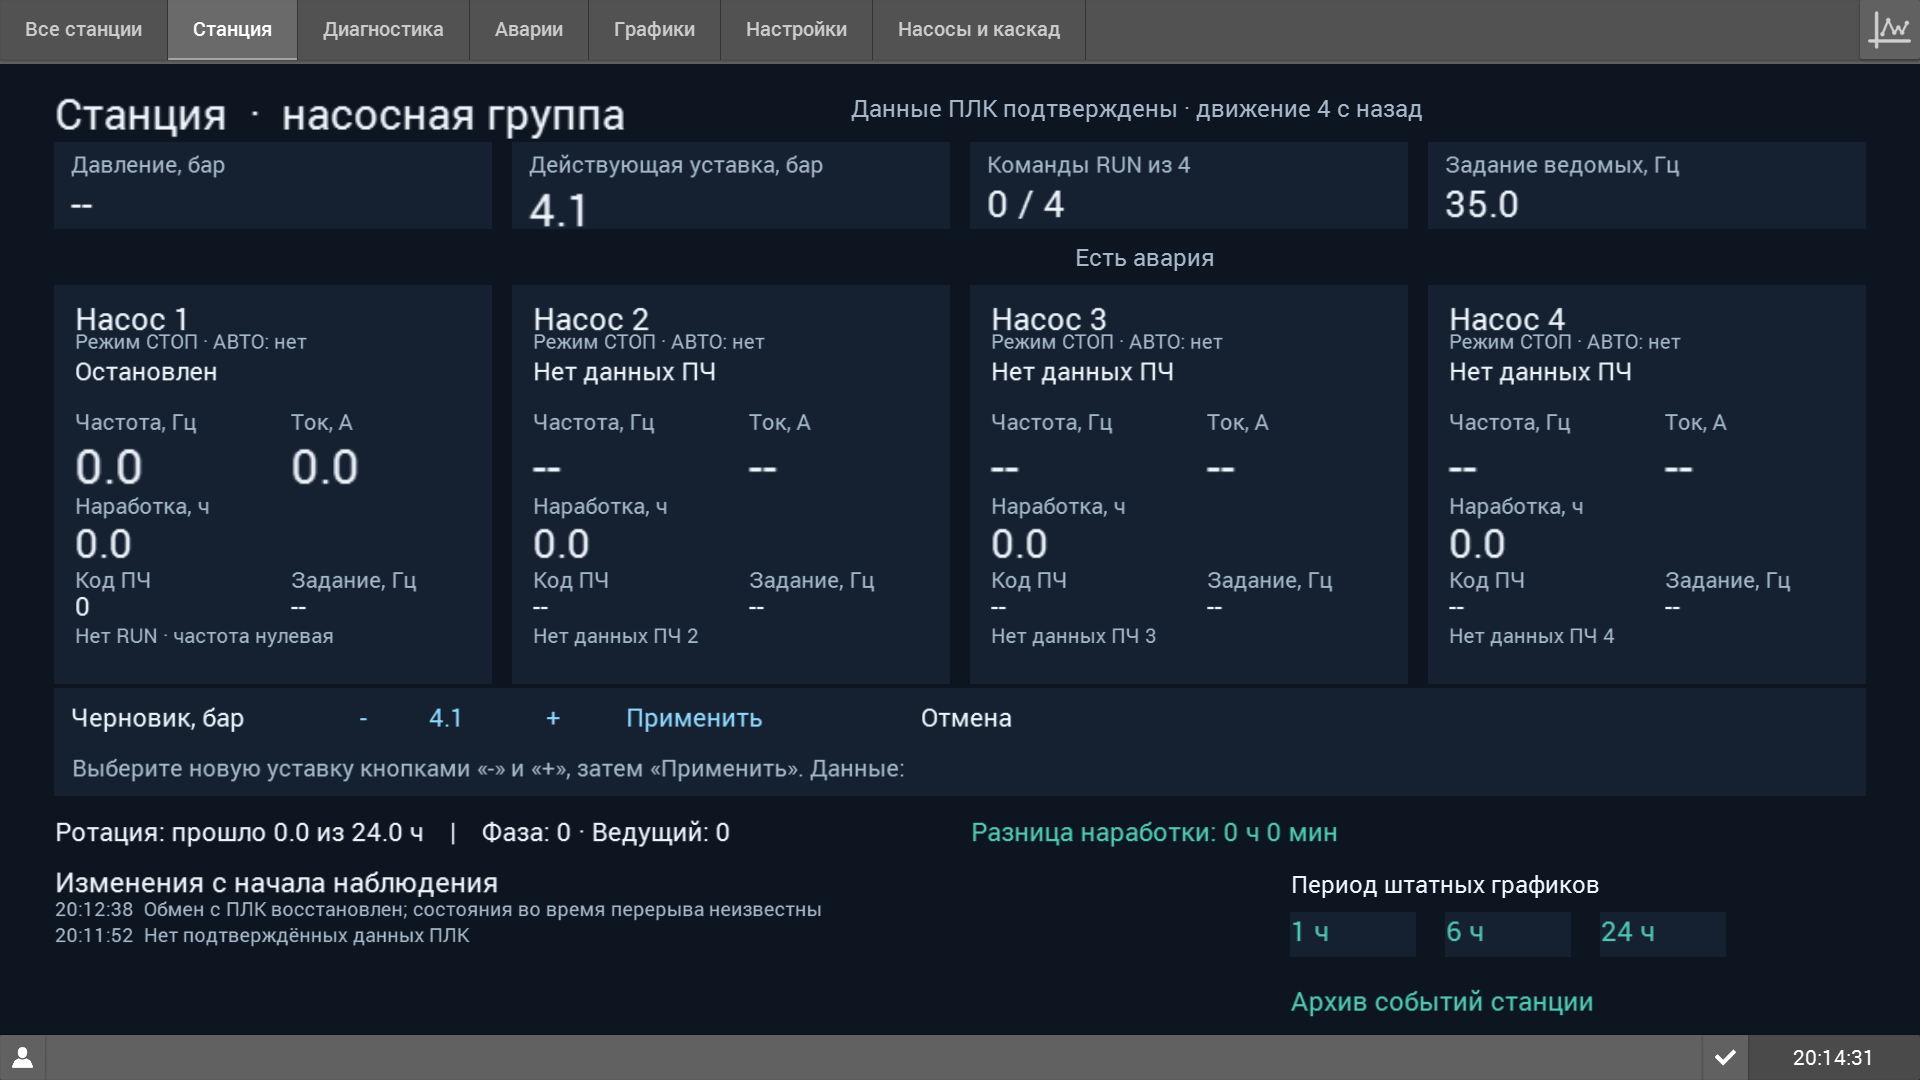 Все станции Станция Диагностика Аварии Графики Настройки Насосы и каскад
Станция · насосная группа
Данные ПЛК подтверждены · движение 4 с назад
Давление, бар
--
Действующая уставка, бар
4.1
Команды RUN из 4
0 / 4
Задание ведомых, Гц
35.0
Есть авария
Насос 1
Режим СТОП · АВТО: нет
Остановлен
Частота, Гц Ток, А
0.0 0.0
Наработка, ч
0.0
Код ПЧ Задание, Гц
0 --
Нет RUN · частота нулевая
Насос 2
Режим СТОП · АВТО: нет
Нет данных ПЧ
Частота, Гц Ток, А
-- --
Наработка, ч
0.0
Код ПЧ Задание, Гц
-- --
Нет данных ПЧ 2
Насос 3
Режим СТОП · АВТО: нет
Нет данных ПЧ
Частота, Гц Ток, А
-- --
Наработка, ч
0.0
Код ПЧ Задание, Гц
-- --
Нет данных ПЧ 3
Насос 4
Режим СТОП · АВТО: нет
Нет данных ПЧ
Частота, Гц Ток, А
-- --
Наработка, ч
0.0
Код ПЧ Задание, Гц
-- --
Нет данных ПЧ 4
Черновик, бар - 4.1 + Применить Отмена
Выберите новую уставку кнопками «-» и «+», затем «Применить». Данные:
Ротация: прошло 0.0 из 24.0 ч | Фаза: 0 · Ведущий: 0
Разница наработки: 0 ч 0 мин
Изменения с начала наблюдения
20:12:38 Обмен с ПЛК восстановлен; состояния во время перерыва неизвестны
20:11:52 Нет подтверждённых данных ПЛК
Период штатных графиков
1 ч 6 ч 24 ч
Архив событий станции
20:14:31